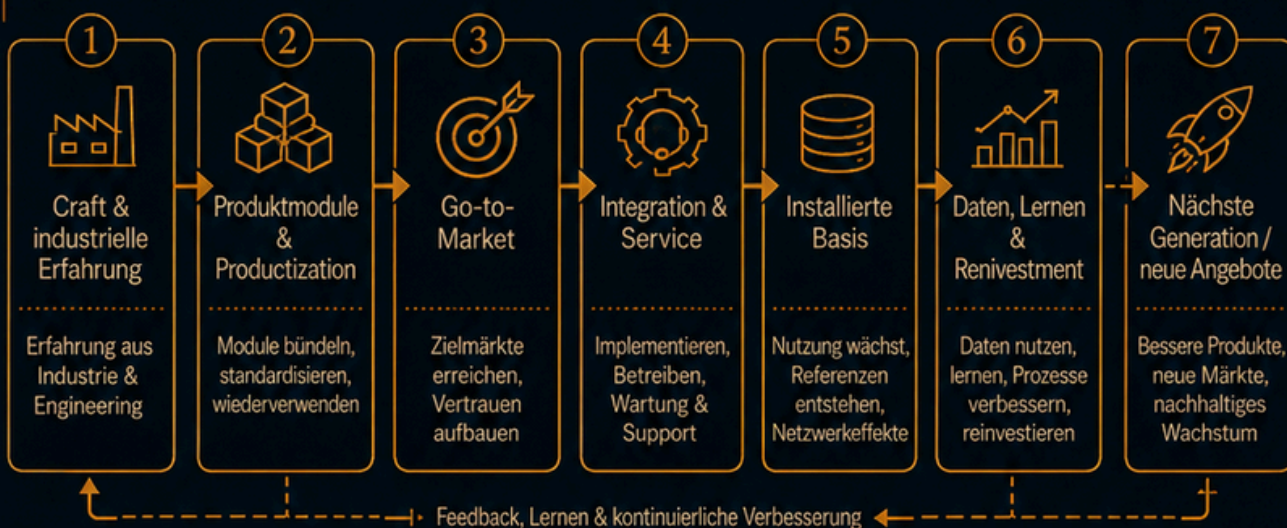 1
Craft &
industrielle
Erfahrung
Erfahrung aus
Industrie &
Engineering
2
Produktmodule
&
Productization
Module bündeln,
standardisieren,
wiederverwenden
3
Go-to-
Market
Zielmärkte
erreichen,
Vertrauen
aufbauen
4
Integration &
Service
Implementieren,
Betreiben,
Wartung &
Support
5
Installierte
Basis
Nutzung wächst,
Referenzen
entstehen,
Netzwerkeffekte
6
Daten, Lernen
&
Renivestment
Daten nutzen,
lernen, Prozesse
verbessern,
reinvestieren
7
Nächste
Generation /
neue Angebote
Bessere Produkte,
neue Märkte,
nachhaltiges
Wachstum
Feedback, Lernen & kontinuierliche Verbesserung